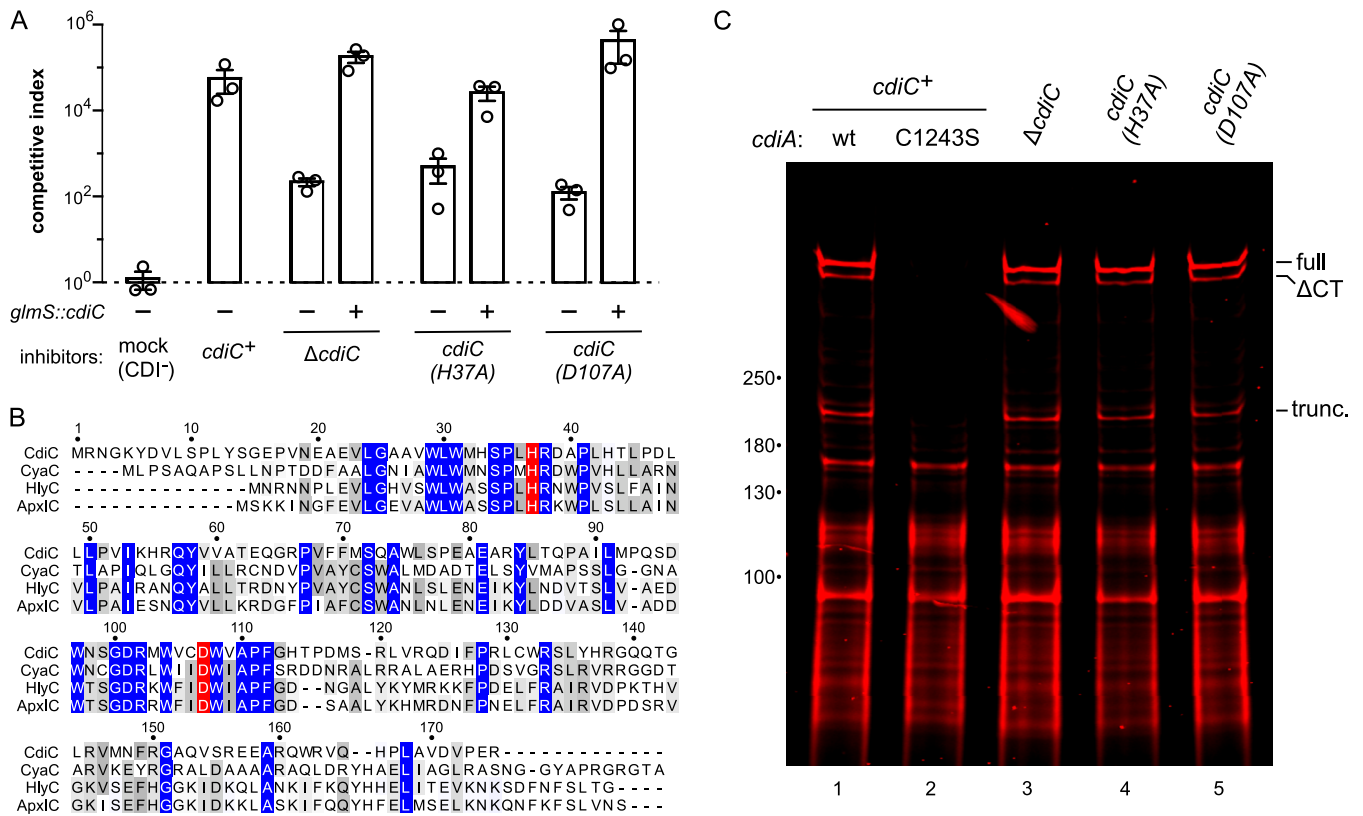 A
competitive index
10⁶
10⁴
10²
10⁰
glmS::cdiC – – – + – + – +
inhibitors: mock (CDI⁻) cdiC⁺ ΔcdiC cdiC (H37A) cdiC (D107A)
B
1 10 20 30 40
CdiC MRNGKYDVLSPLYSGEPVNEAEVLGAAVWLWMHSPLHRDAPLHTLPDL
CyaC ----MLPSAQAPSLLNPTDDFAALGNIAWLWMNSPMHRDWPVHLLARN
HlyC --------------MNRNNPLEVLGHVSWLWASSPLHRNWPVSLFAIN
ApxIC -------------MSKKINGFEVLGEVAWLWASSPLHRKWPLSLLAIN
50 60 70 80 90
CdiC LLPVIKHRQYVVATEQGRPVFFMSQAWLSPEAEARYLTQPAILMPQSD
CyaC TLAPIQLGQYILLRCNDVPVAYCSWALMDADTELSYVMAPSSLG-GNA
HlyC VLPAIRANQYVLLTRDNYPVAYCSWANLSLENEIKYLNDVTSLV-AED
ApxIC VLPAIESNQYVLLKRDGFPIAFCSWANLNLENEIKYLDDVASLV-ADD
100 110 120 130 140
CdiC WNSGDRMWVCDWVAPFGHTPDMS-RLVRQDIFPRLCWRSLYHRGQQTG
CyaC WNCGDRLWIIDWIAPFSRDDNRALRRALAERHPDSVGRSLRVRRGGDT
HlyC WTSGDRKWFIDWIAPFGD--NGALYKYMRKKFPDELFRAIRVDPKTHV
ApxIC WTSGDRRWFIDWIAPFGD--SAALYKHMRDNFPNELFRAIRVDPDSRV
150 160 170
CdiC LRVMNFRGAQVSREEARQWRVQ--HPLAVDVPER-------------
CyaC ARVKEYRGRALDAAAARAQLDRYHAELIAGLRASNG-GYAPRGRGTA
HlyC GKVSEFHGGKIDKQLANKIFKQYHHELITEVKNKSDFNFSLTG----
ApxIC GKISEFHGGKIDKKLASKIFQQYHFELMSELKNKQNFKFSLVNS----
C
cdiC⁺
ΔcdiC
cdiC (H37A)
cdiC (D107A)
cdiA: wt C1243S
full
ΔCT
250
trunc.
180
130
100
1 2 3 4 5